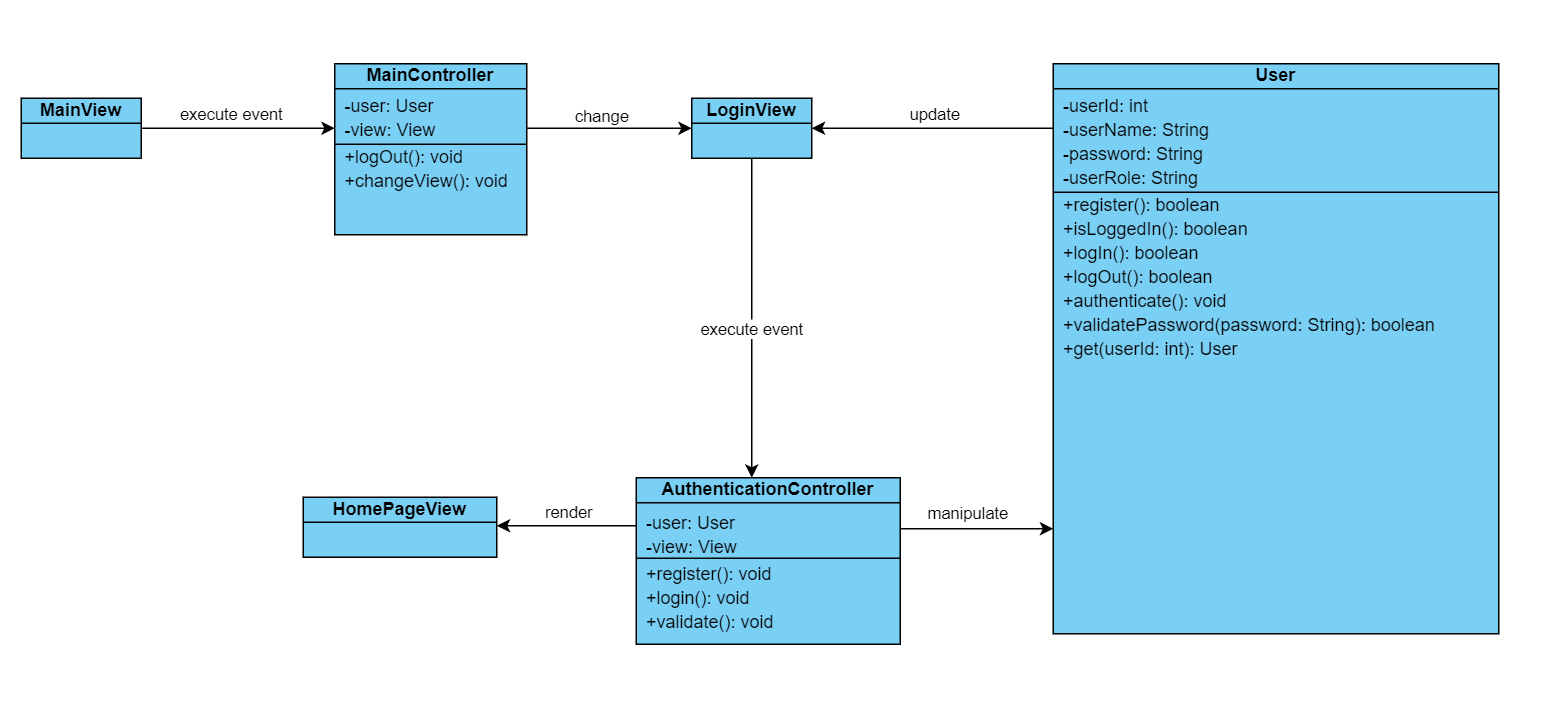 MainView
execute event
MainController
-user: User
-view: View
+logOut(): void
+changeView(): void
change
LoginView
update
User
-userId: int
-userName: String
-password: String
-userRole: String
+register(): boolean
+isLoggedIn(): boolean
+logIn(): boolean
+logOut(): boolean
+authenticate(): void
+validatePassword(password: String): boolean
+get(userId: int): User
execute event
HomePageView
render
AuthenticationController
-user: User
-view: View
+register(): void
+login(): void
+validate(): void
manipulate